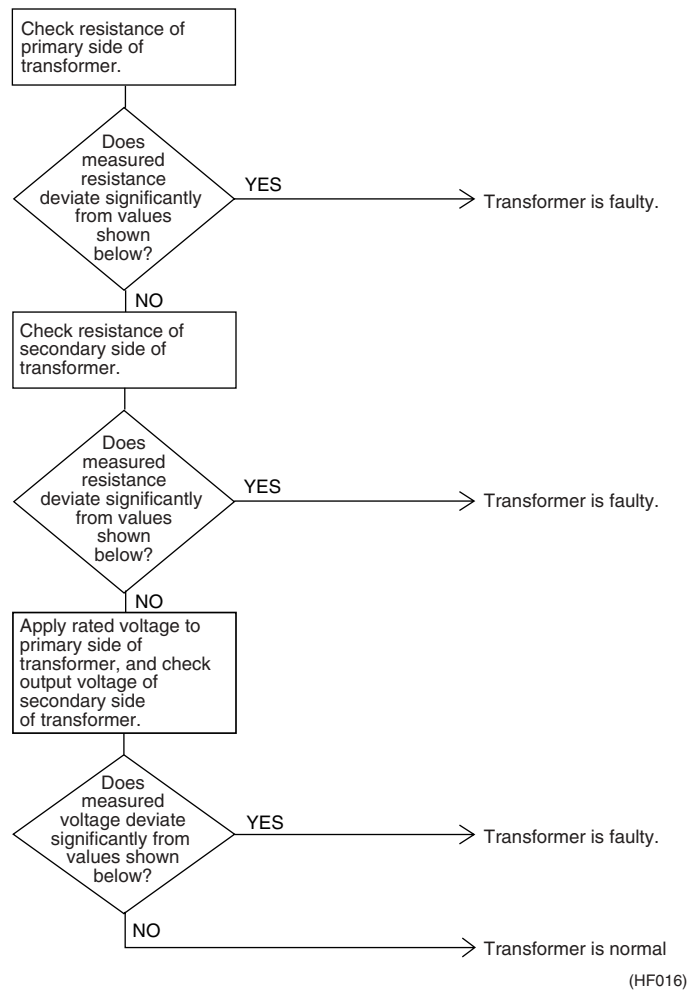 Check resistance of
primary side of
transformer.
Does
measured
resistance
deviate significantly
from values
shown
below?
YES
Transformer is faulty.
NO
Check resistance of
secondary side of
transformer.
Does
measured
resistance
deviate significantly
from values
shown
below?
YES
Transformer is faulty.
NO
Apply rated voltage to
primary side of
transformer, and check
output voltage of
secondary side
of transformer.
Does
measured
voltage deviate
significantly from
values shown
below?
YES
Transformer is faulty.
NO
Transformer is normal
(HF016)